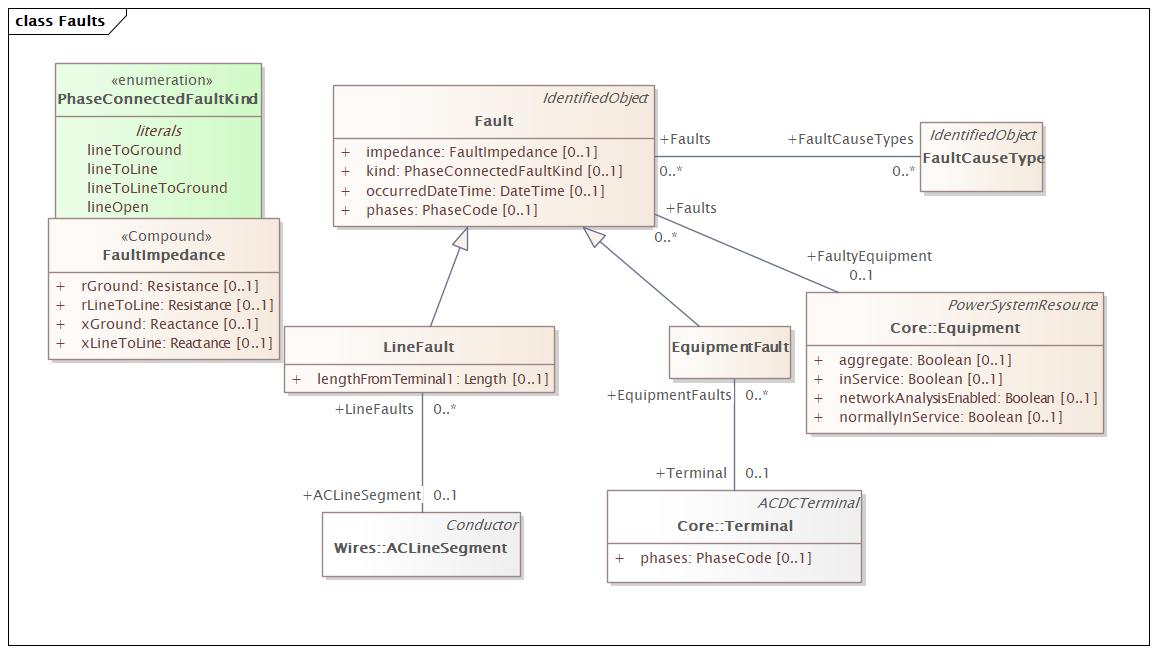 class Faults
«enumeration»
PhaseConnectedFaultKind
literals
lineToGround
lineToLine
lineToLineToGround
lineOpen
«Compound»
FaultImpedance
+ rGround: Resistance [0..1]
+ rLineToLine: Resistance [0..1]
+ xGround: Reactance [0..1]
+ xLineToLine: Reactance [0..1]
IdentifiedObject
Fault
+ impedance: FaultImpedance [0..1]
+ kind: PhaseConnectedFaultKind [0..1]
+ occurredDateTime: DateTime [0..1]
+ phases: PhaseCode [0..1]
+Faults
0..*
+FaultCauseTypes
0..*
IdentifiedObject
FaultCauseType
+Faults
0..*
+FaultyEquipment
0..1
PowerSystemResource
Core::Equipment
+ aggregate: Boolean [0..1]
+ inService: Boolean [0..1]
+ networkAnalysisEnabled: Boolean [0..1]
+ normallyInService: Boolean [0..1]
LineFault
+ lengthFromTerminal1: Length [0..1]
+LineFaults 0..*
+ACLineSegment 0..1
Conductor
Wires::ACLineSegment
EquipmentFault
+EquipmentFaults 0..*
+Terminal 0..1
ACDCTerminal
Core::Terminal
+ phases: PhaseCode [0..1]